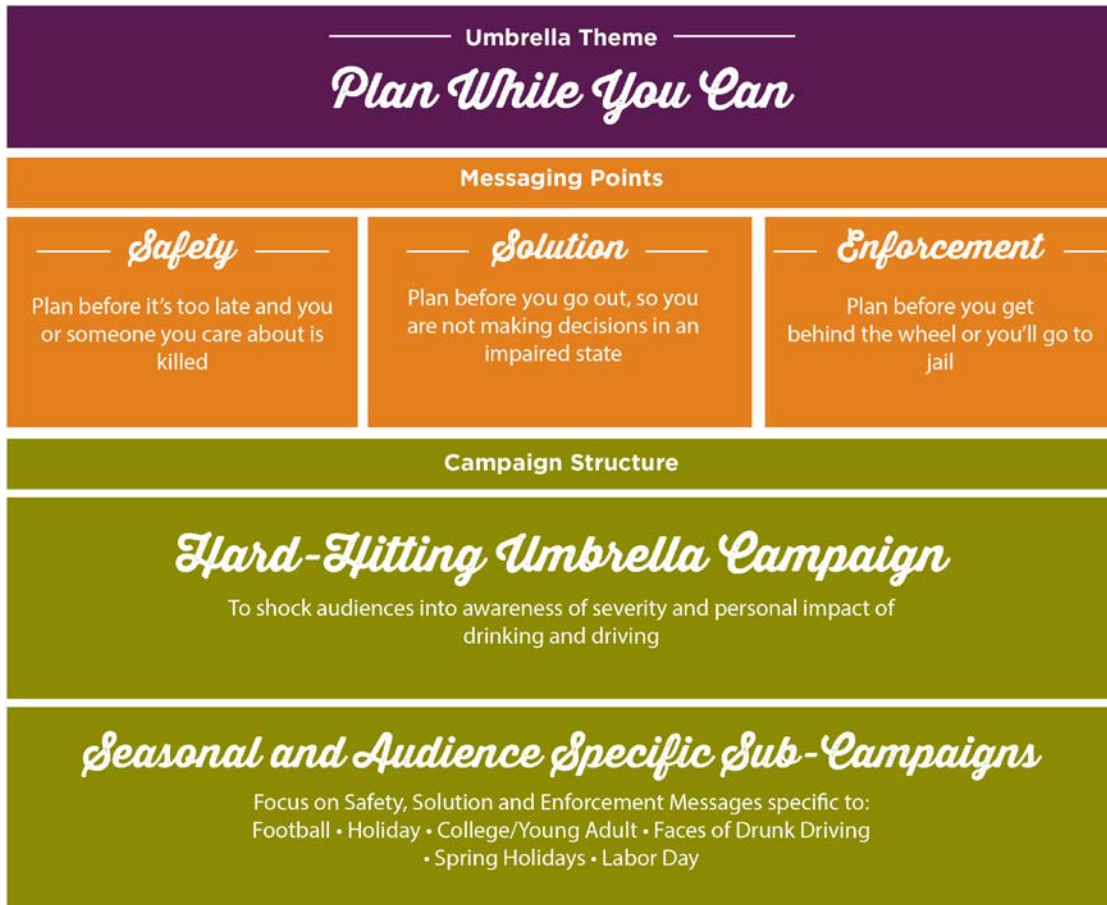 Umbrella Theme
Plan While You Can
Messaging Points
Safety
Plan before it's too late and you
or someone you care about is
killed
Solution
Plan before you go out, so you
are not making decisions in an
impaired state
Enforcement
Plan before you get
behind the wheel or you'll go to
jail
Campaign Structure
Hard-Hitting Umbrella Campaign
To shock audiences into awareness of severity and personal impact of
drinking and driving
Seasonal and Audience Specific Sub-Campaigns
Focus on Safety, Solution and Enforcement Messages specific to:
Football • Holiday • College/Young Adult • Faces of Drunk Driving
• Spring Holidays • Labor Day